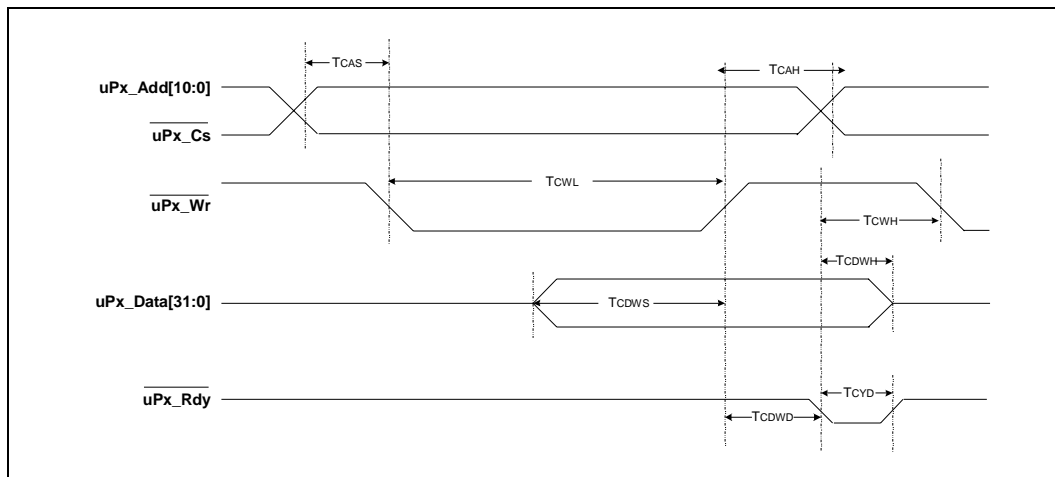 TCAS
TCAH
uPx_Add[10:0]
uPx_Cs
TCWL
uPx_Wr
TCWH
TCDWH
uPx_Data[31:0]
TCDWS
uPx_Rdy
TCYD
TCDWD